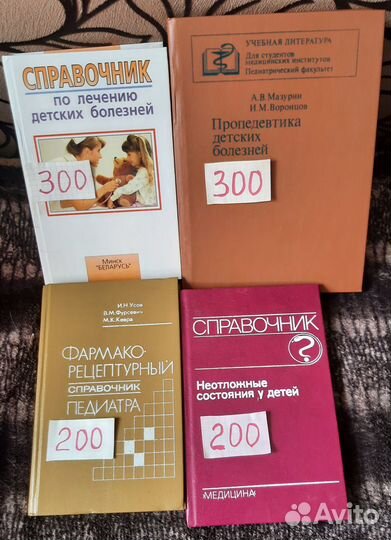 СПРАВОЧНИК
по лечению
детских болезней
300
Минск
"БЕЛАРУСЬ"
УЧЕБНАЯ ЛИТЕРАТУРА
Для студентов
медицинских институтов
Педиатрический факультет
А.В. Мазурин
И.М. Воронцов
Пропедевтика
детских
болезней
300
И.Н. Усов
В.М. Фурсевич
М.К. Кевра
ФАРМАКО-
РЕЦЕПТУРНЫЙ
СПРАВОЧНИК
ПЕДИАТРА
200
СПРАВОЧНИК
?
Неотложные
состояния у детей
200
«МЕДИЦИНА»
Avito